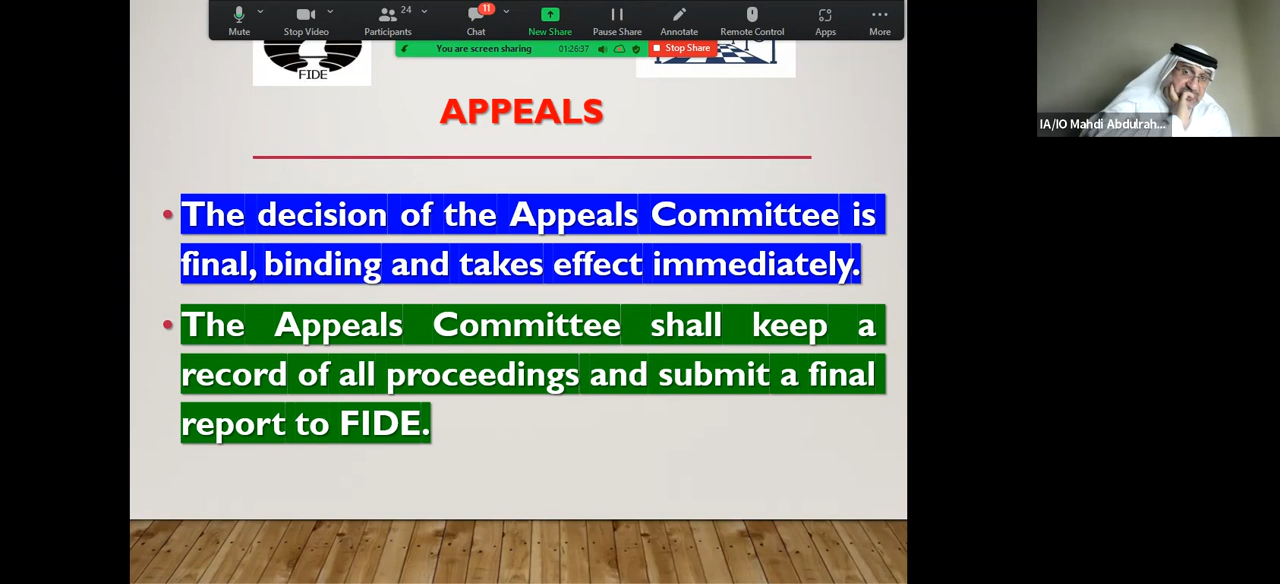 24
11
Mute
Stop Video
Participants
Chat
New Share
Pause Share
Annotate
Remote Control
Apps
More
You are screen sharing
01:26:37
Stop Share
FIDE
IA/IO Mahdi Abdulrah...
APPEALS
• The decision of the Appeals Committee is
final, binding and takes effect immediately.
• The Appeals Committee shall keep a
record of all proceedings and submit a final
report to FIDE.